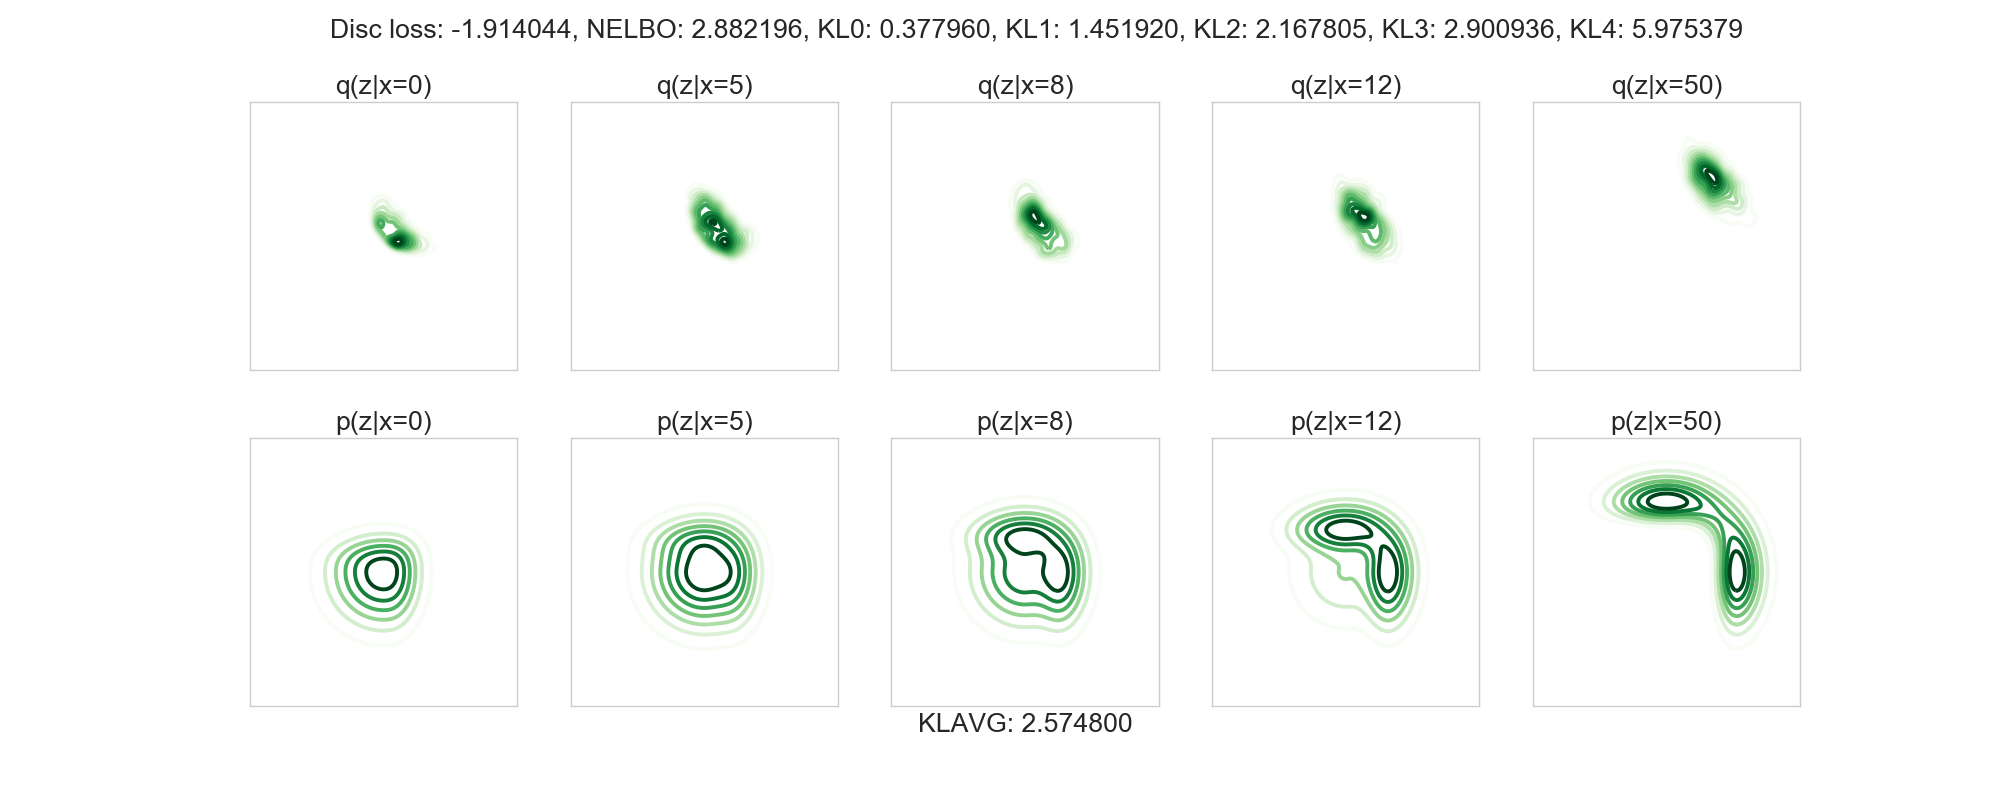 Disc loss: -1.914044, NELBO: 2.882196, KL0: 0.377960, KL1: 1.451920, KL2: 2.167805, KL3: 2.900936, KL4: 5.975379
q(z|x=0) q(z|x=5) q(z|x=8) q(z|x=12) q(z|x=50)
p(z|x=0) p(z|x=5) p(z|x=8) p(z|x=12) p(z|x=50)
KLAVG: 2.574800